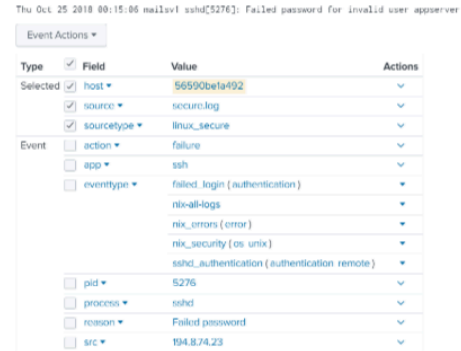 Thu Oct 25 2018 00:15:06 mailsv1 sshd[5276]: Failed password for invalid user appserver
Event Actions
Type Field Value Actions
Selected host 56590be1a492
source secure.log
sourcetype linux_secure
Event action failure
app ssh
eventtype failed_login (authentication)
nix-all-logs
nix_errors (error)
nix_security (os unix)
sshd_authentication (authentication remote)
pid 5276
process sshd
reason Failed password
src 194.8.74.23